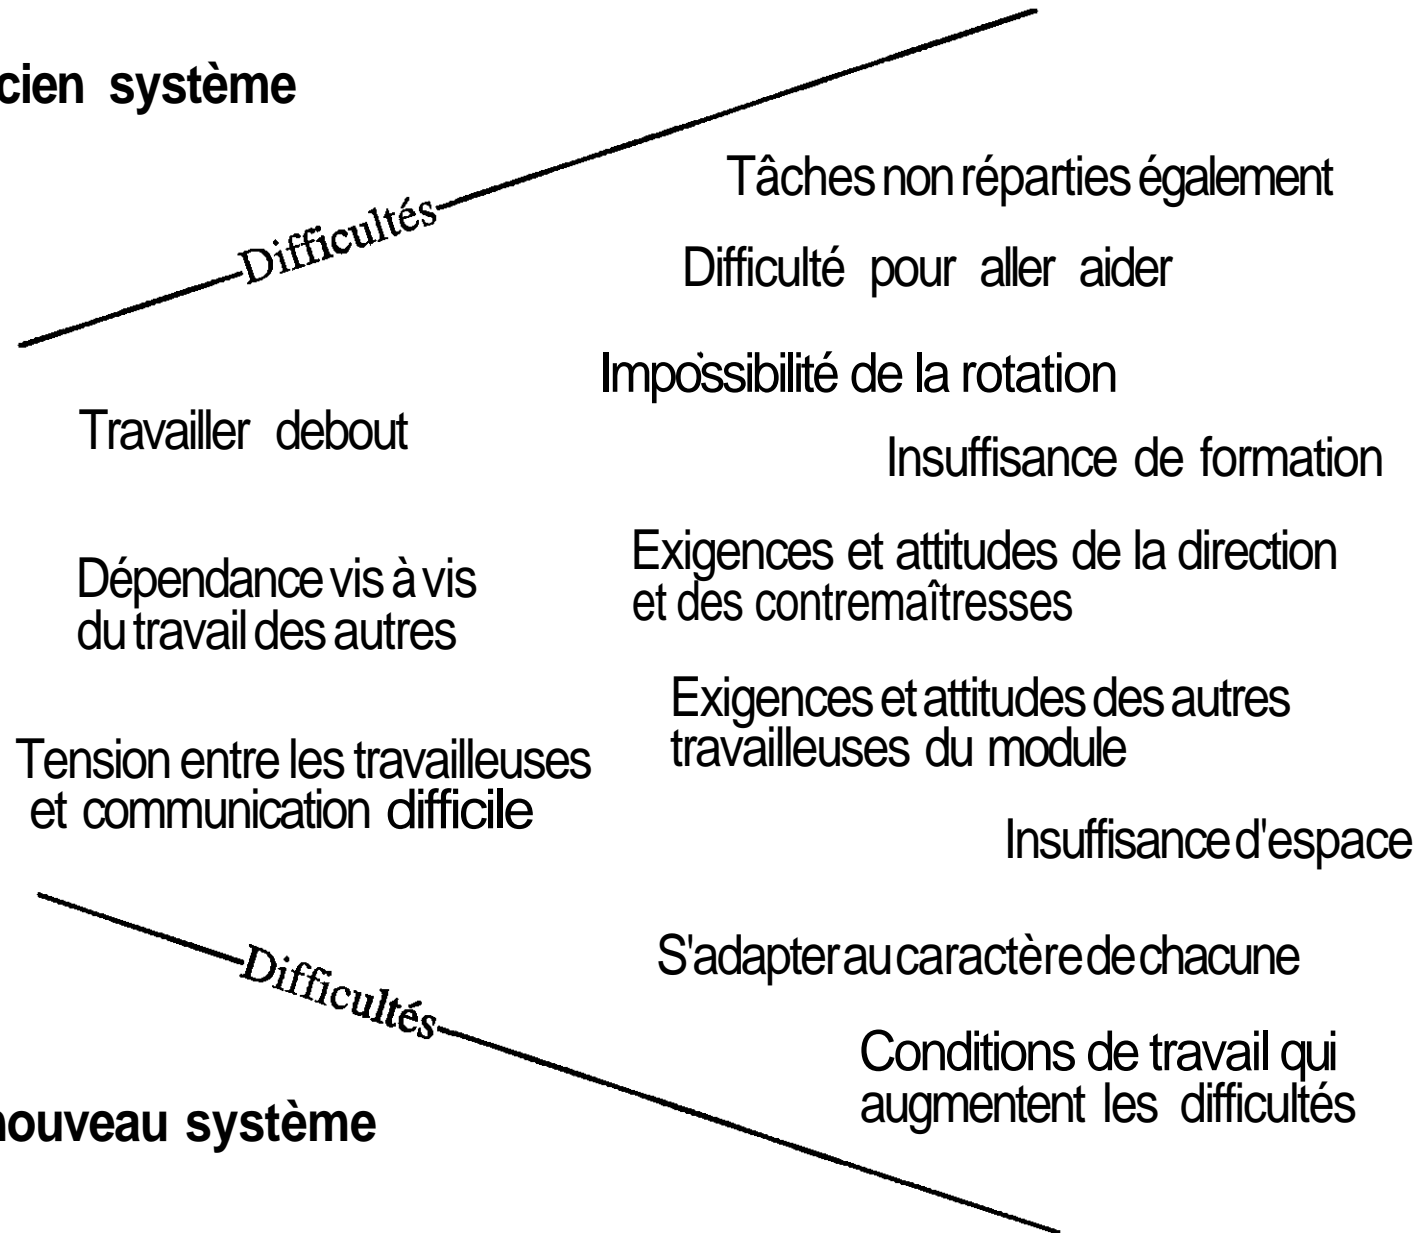 cien système
Difficultés
Tâches non réparties également
Difficulté pour aller aider
Impossibilité de la rotation
Travailler debout
Insuffisance de formation
Exigences et attitudes de la direction
et des contremaîtresses
Dépendance vis à vis
du travail des autres
Exigences et attitudes des autres
travailleuses du module
Tension entre les travailleuses
et communication difficile
Insuffisance d'espace
S'adapter au caractère de chacune
Difficultés
Conditions de travail qui
augmentent les difficultés
nouveau système